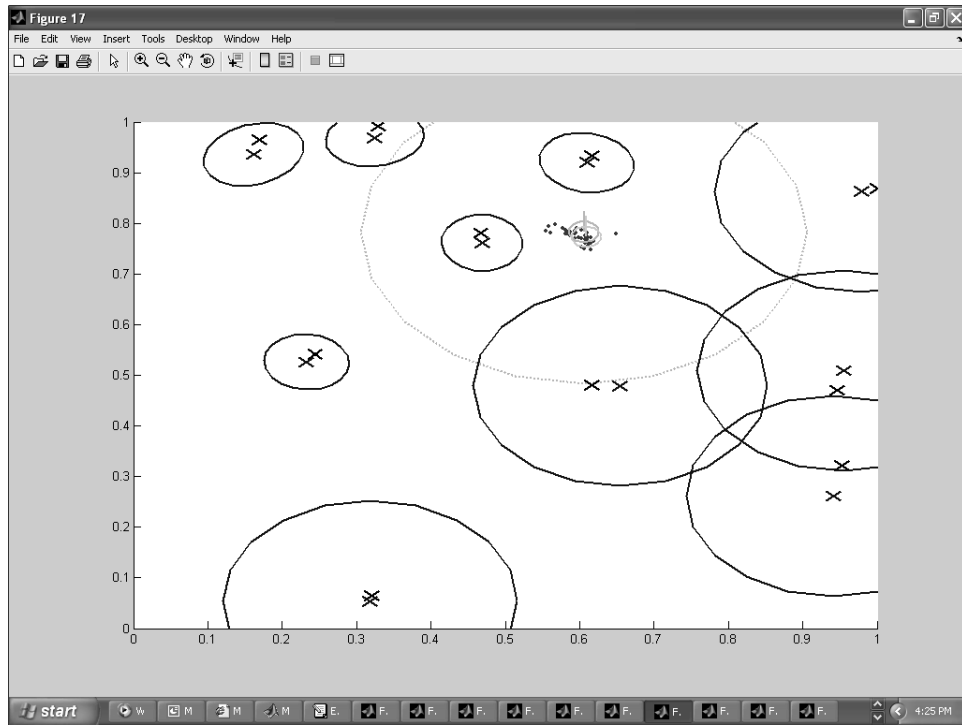 Figure 17
File Edit View Insert Tools Desktop Window Help
1
0.9
0.8
0.7
0.6
0.5
0.4
0.3
0.2
0.1
0
0 0.1 0.2 0.3 0.4 0.5 0.6 0.7 0.8 0.9 1
start W M M M E. F. F. F. F. F. F. F. F. F. 4:25 PM